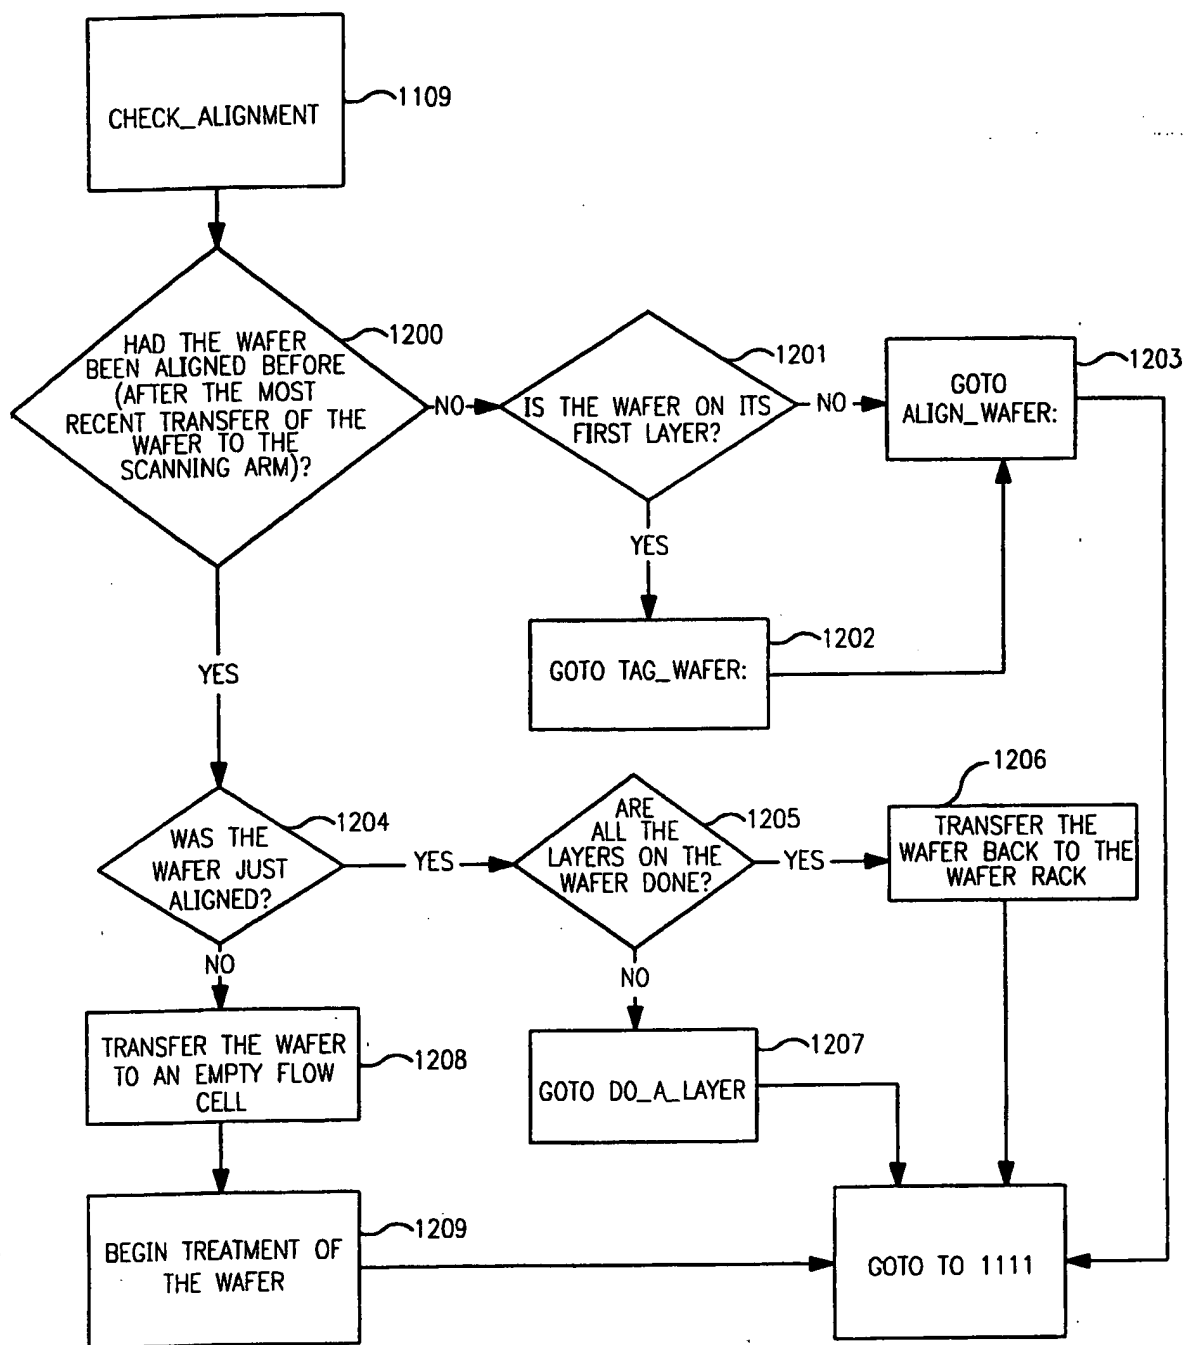 CHECK_ALIGNMENT
1109
HAD THE WAFER
BEEN ALIGNED BEFORE
(AFTER THE MOST
RECENT TRANSFER OF THE
WAFER TO THE
SCANNING ARM)?
1200
NO
IS THE WAFER ON ITS
FIRST LAYER?
1201
NO
GOTO
ALIGN_WAFER:
1203
YES
GOTO TAG_WAFER:
1202
YES
WAS THE
WAFER JUST
ALIGNED?
1204
YES
ARE
ALL THE
LAYERS ON THE
WAFER DONE?
1205
YES
TRANSFER THE
WAFER BACK TO THE
WAFER RACK
1206
NO
NO
TRANSFER THE WAFER
TO AN EMPTY FLOW
CELL
1208
GOTO DO_A_LAYER
1207
BEGIN TREATMENT OF
THE WAFER
1209
GOTO TO 1111